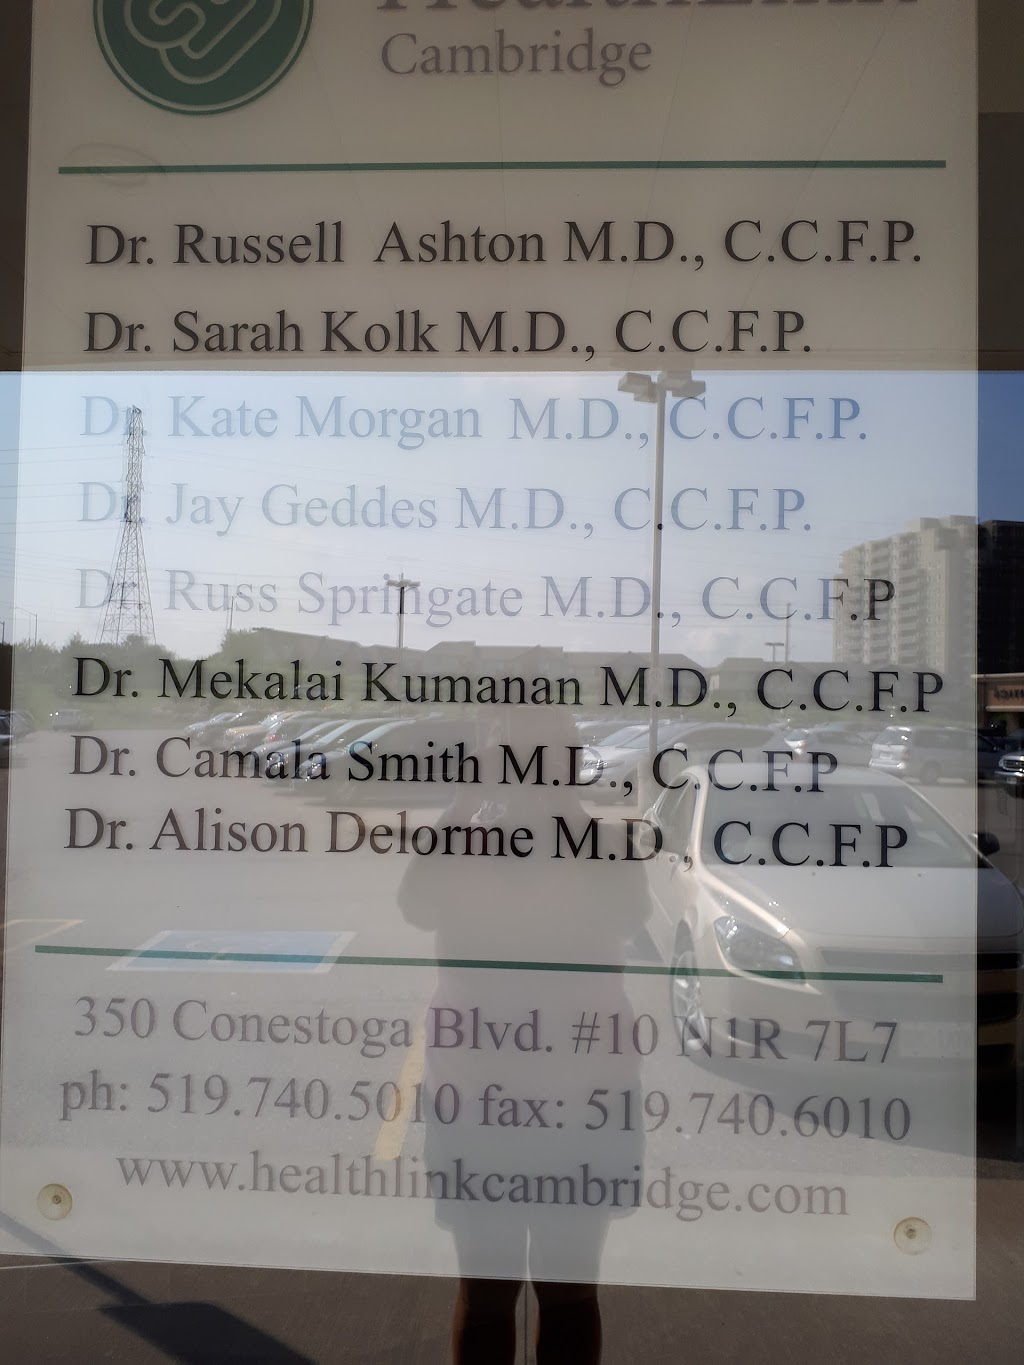 HealthLink
Cambridge
Dr. Russell Ashton M.D., C.C.F.P.
Dr. Sarah Kolk M.D., C.C.F.P.
Dr. Kate Morgan M.D., C.C.F.P.
Dr. Jay Geddes M.D., C.C.F.P.
Dr. Russ Springate M.D., C.C.F.P
Dr. Mekalai Kumanan M.D., C.C.F.P
Dr. Camala Smith M.D., C.C.F.P
Dr. Alison Delorme M.D., C.C.F.P
350 Conestoga Blvd. #10 N1R 7L7
ph: 519.740.5010 fax: 519.740.6010
www.healthlinkcambridge.com